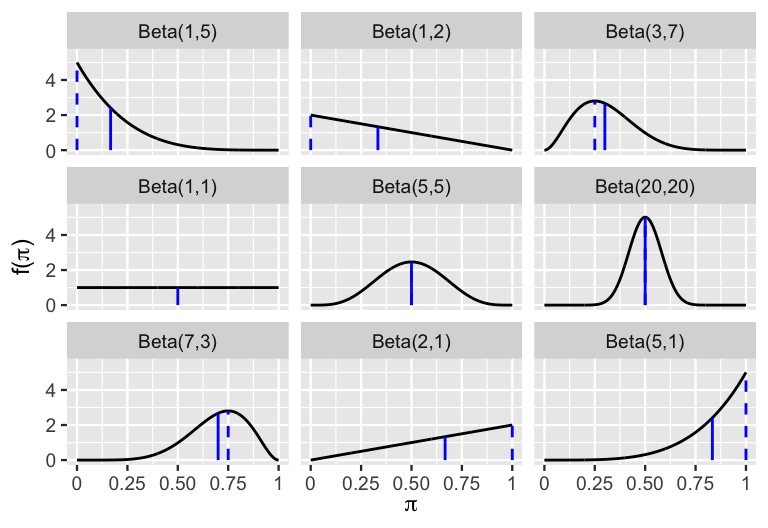 Beta(1,5) Beta(1,2) Beta(3,7)
4
2
0
Beta(1,1) Beta(5,5) Beta(20,20)
f(π)
4
2
0
Beta(7,3) Beta(2,1) Beta(5,1)
4
2
0
0 0.25 0.50 0.75 1 0 0.25 0.50 0.75 1 0 0.25 0.50 0.75 1
π